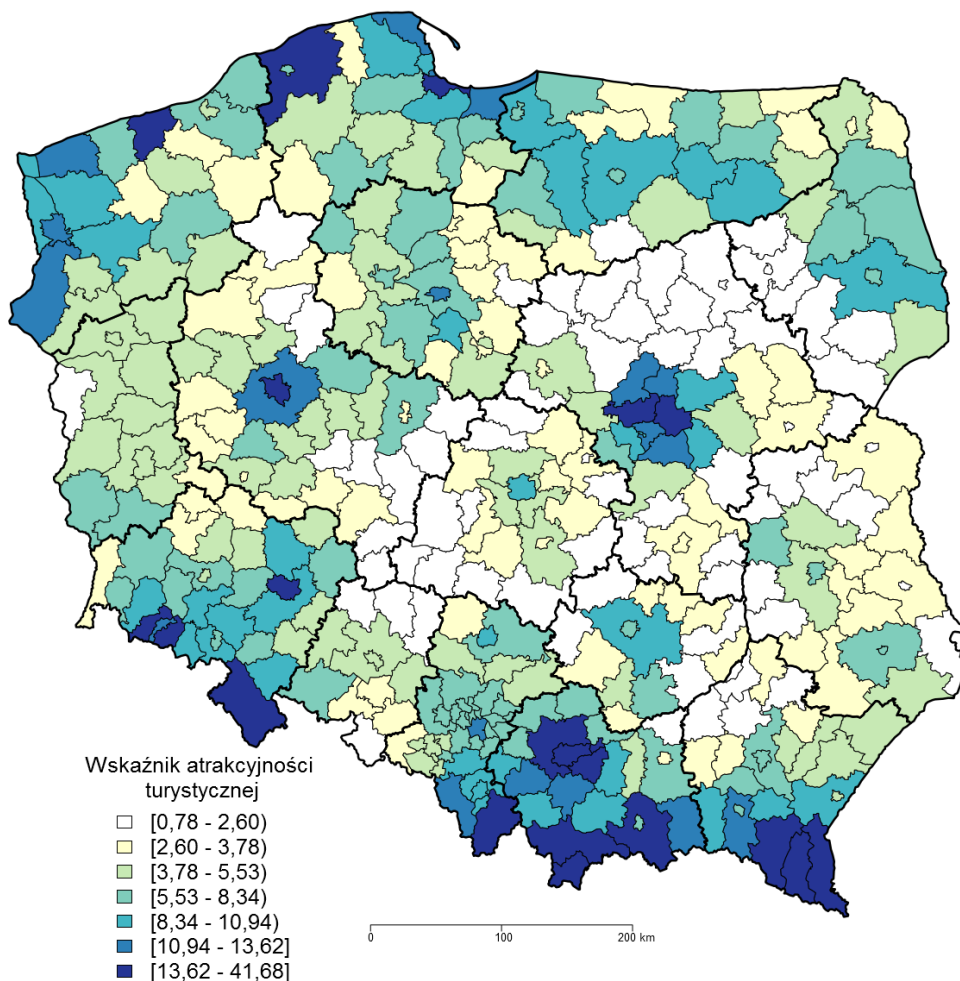 Wskaźnik atrakcyjności
turystycznej
[0,78 - 2,60)
[2,60 - 3,78)
[3,78 - 5,53)
[5,53 - 8,34)
[8,34 - 10,94)
[10,94 - 13,62]
[13,62 - 41,68]
0 100 200 km